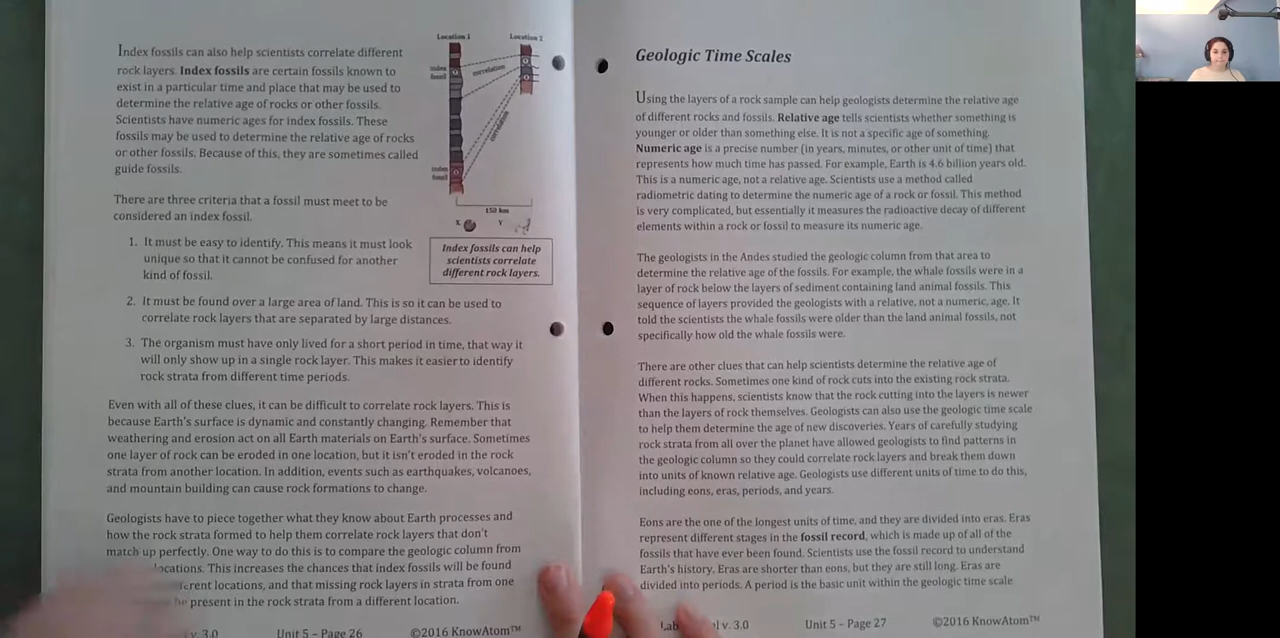 Index fossils can also help scientists correlate different
rock layers. Index fossils are certain fossils known to
exist in a particular time and place that may be used to
determine the relative age of rocks or other fossils.
Scientists have numeric ages for index fossils. These
fossils may be used to determine the relative age of rocks
or other fossils. Because of this, they are sometimes called
guide fossils.
Location 1
Location 2
index
fossil
correlation
correlation
index
fossil
150 km
X
Y
Index fossils can help
scientists correlate
different rock layers.
There are three criteria that a fossil must meet to be
considered an index fossil.
1. It must be easy to identify. This means it must look
unique so that it cannot be confused for another
kind of fossil.
2. It must be found over a large area of land. This is so it can be used to
correlate rock layers that are separated by large distances.
3. The organism must have only lived for a short period in time, that way it
will only show up in a single rock layer. This makes it easier to identify
rock strata from different time periods.
Even with all of these clues, it can be difficult to correlate rock layers. This is
because Earth's surface is dynamic and constantly changing. Remember that
weathering and erosion act on all Earth materials on Earth's surface. Sometimes
one layer of rock can be eroded in one location, but it isn't eroded in the rock
strata from another location. In addition, events such as earthquakes, volcanoes,
and mountain building can cause rock formations to change.
Geologists have to piece together what they know about Earth processes and
how the rock strata formed to help them correlate rock layers that don't
match up perfectly. One way to do this is to compare the geologic column from
locations. This increases the chances that index fossils will be found
locations, and that missing rock layers in strata from one
be present in the rock strata from a different location.
v. 3.0 Unit 5 – Page 26 ©2016 KnowAtom™
Geologic Time Scales
Using the layers of a rock sample can help geologists determine the relative age
of different rocks and fossils. Relative age tells scientists whether something is
younger or older than something else. It is not a specific age of something.
Numeric age is a precise number (in years, minutes, or other unit of time) that
represents how much time has passed. For example, Earth is 4.6 billion years old.
This is a numeric age, not a relative age. Scientists use a method called
radiometric dating to determine the numeric age of a rock or fossil. This method
is very complicated, but essentially it measures the radioactive decay of different
elements within a rock or fossil to measure its numeric age.
The geologists in the Andes studied the geologic column from that area to
determine the relative age of the fossils. For example, the whale fossils were in a
layer of rock below the layers of sediment containing land animal fossils. This
sequence of layers provided the geologists with a relative, not a numeric, age. It
told the scientists the whale fossils were older than the land animal fossils, not
specifically how old the whale fossils were.
There are other clues that can help scientists determine the relative age of
different rocks. Sometimes one kind of rock cuts into the existing rock strata.
When this happens, scientists know that the rock cutting into the layers is newer
than the layers of rock themselves. Geologists can also use the geologic time scale
to help them determine the age of new discoveries. Years of carefully studying
rock strata from all over the planet have allowed geologists to find patterns in
the geologic column so they could correlate rock layers and break them down
into units of known relative age. Geologists use different units of time to do this,
including eons, eras, periods, and years.
Eons are the one of the longest units of time, and they are divided into eras. Eras
represent different stages in the fossil record, which is made up of all of the
fossils that have ever been found. Scientists use the fossil record to understand
Earth's history. Eras are shorter than eons, but they are still long. Eras are
divided into periods. A period is the basic unit within the geologic time scale
v. 3.0 Unit 5 – Page 27 ©2016 KnowAtom™